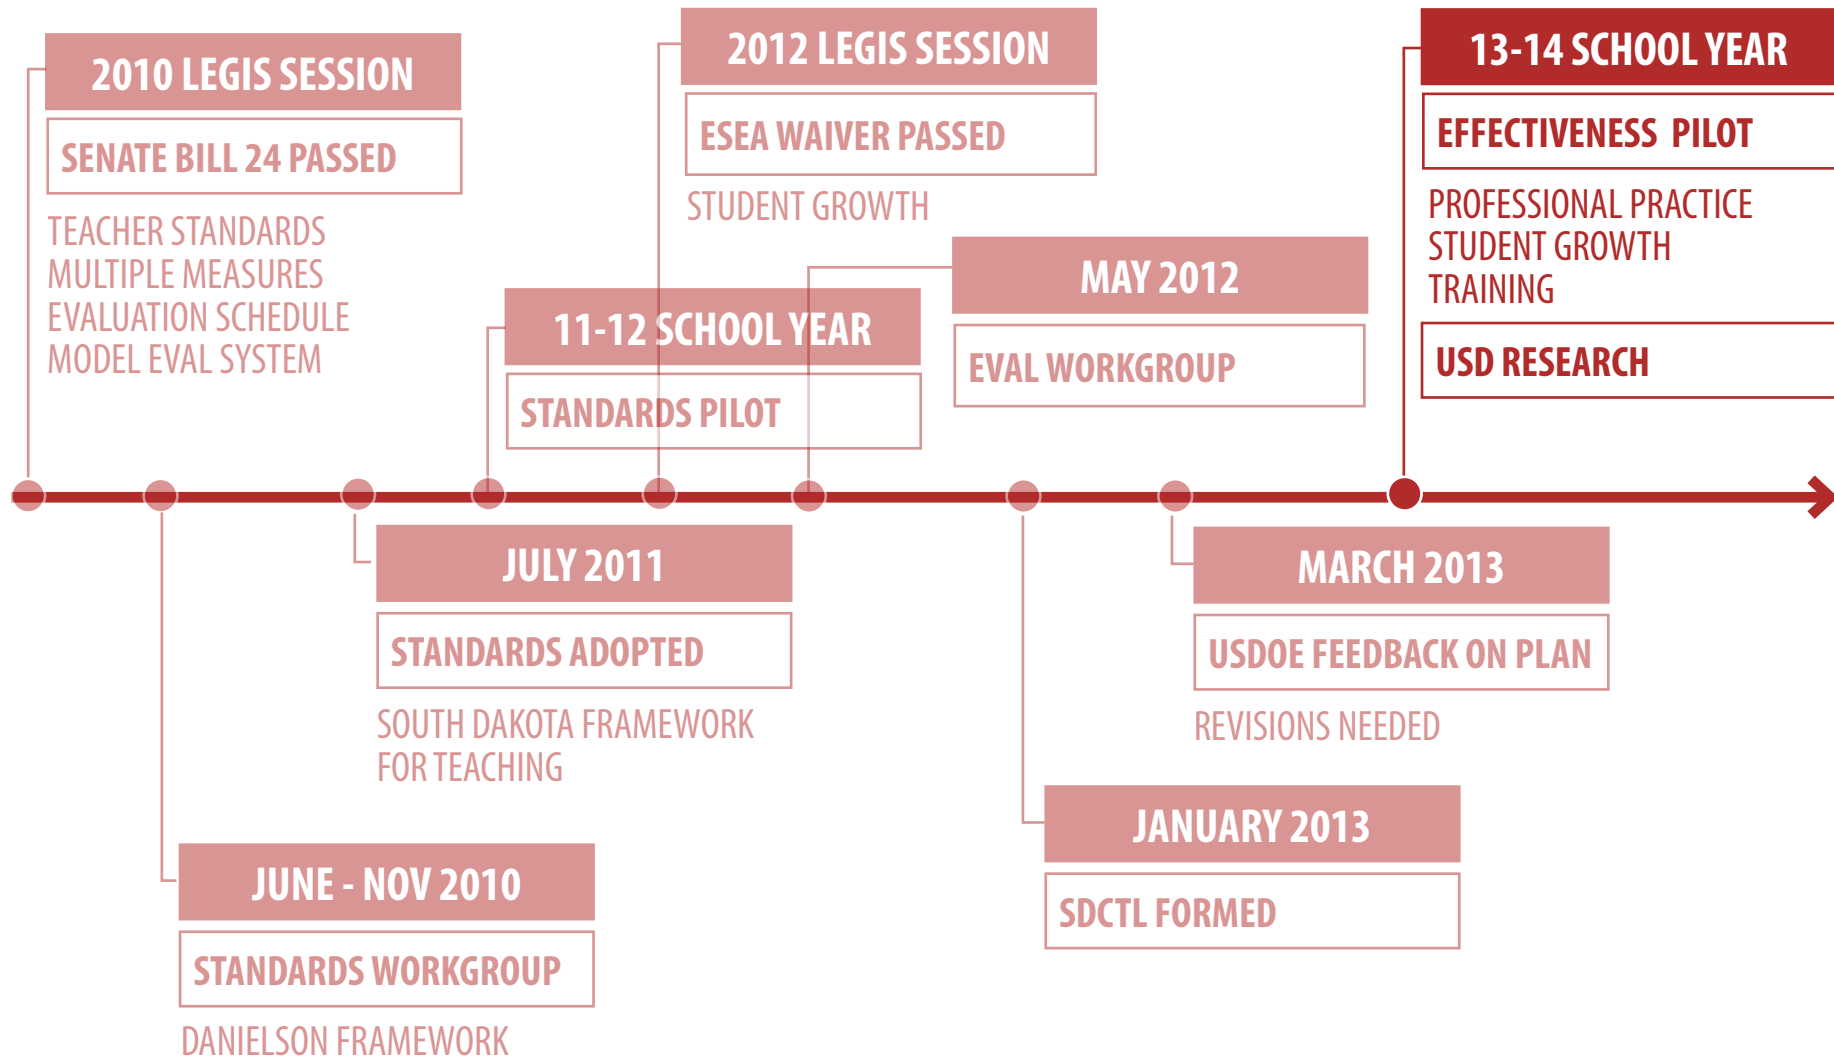 2010 LEGIS SESSION
SENATE BILL 24 PASSED
TEACHER STANDARDS
MULTIPLE MEASURES
EVALUATION SCHEDULE
MODEL EVAL SYSTEM
JUNE - NOV 2010
STANDARDS WORKGROUP
DANIELSON FRAMEWORK
JULY 2011
STANDARDS ADOPTED
SOUTH DAKOTA FRAMEWORK
FOR TEACHING
11-12 SCHOOL YEAR
STANDARDS PILOT
2012 LEGIS SESSION
ESEA WAIVER PASSED
STUDENT GROWTH
MAY 2012
EVAL WORKGROUP
JANUARY 2013
SDCTL FORMED
MARCH 2013
USDOE FEEDBACK ON PLAN
REVISIONS NEEDED
13-14 SCHOOL YEAR
EFFECTIVENESS PILOT
PROFESSIONAL PRACTICE
STUDENT GROWTH
TRAINING
USD RESEARCH